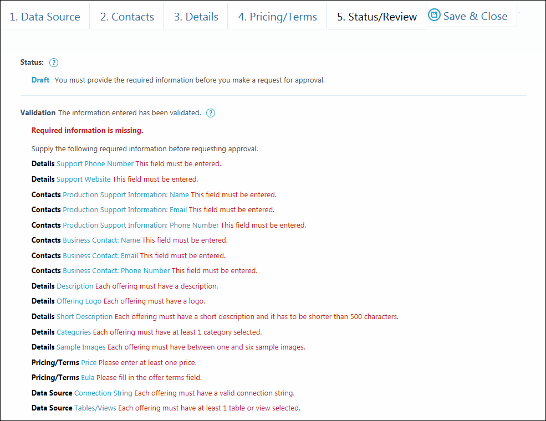 1. Data Source 2. Contacts 3. Details 4. Pricing/Terms 5. Status/Review Save & Close
Status: ?
Draft You must provide the required information before you make a request for approval.
Validation The information entered has been validated. ?
Required information is missing.
Supply the following required information before requesting approval.
Details Support Phone Number This field must be entered.
Details Support Website This field must be entered.
Contacts Production Support Information: Name This field must be entered.
Contacts Production Support Information: Email This field must be entered.
Contacts Production Support Information: Phone Number This field must be entered.
Contacts Business Contact: Name This field must be entered.
Contacts Business Contact: Email This field must be entered.
Contacts Business Contact: Phone Number This field must be entered.
Details Description Each offering must have a description.
Details Offering Logo Each offering must have a logo.
Details Short Description Each offering must have a short description and it has to be shorter than 500 characters.
Details Categories Each offering must have at least 1 category selected.
Details Sample Images Each offering must have between one and six sample images.
Pricing/Terms Price Please enter at least one price.
Pricing/Terms Eula Please fill in the offer terms field.
Data Source Connection String Each offering must have a valid connection string.
Data Source Tables/Views Each offering must have at least 1 table or view selected.